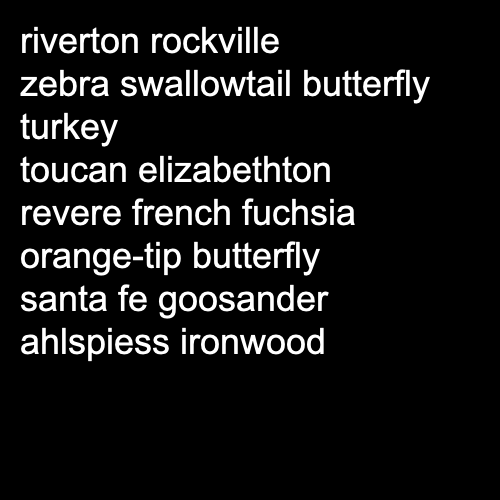 riverton rockville
zebra swallowtail butterfly
turkey
toucan elizabethton
revere french fuchsia
orange-tip butterfly
santa fe goosander
ahlspiess ironwood